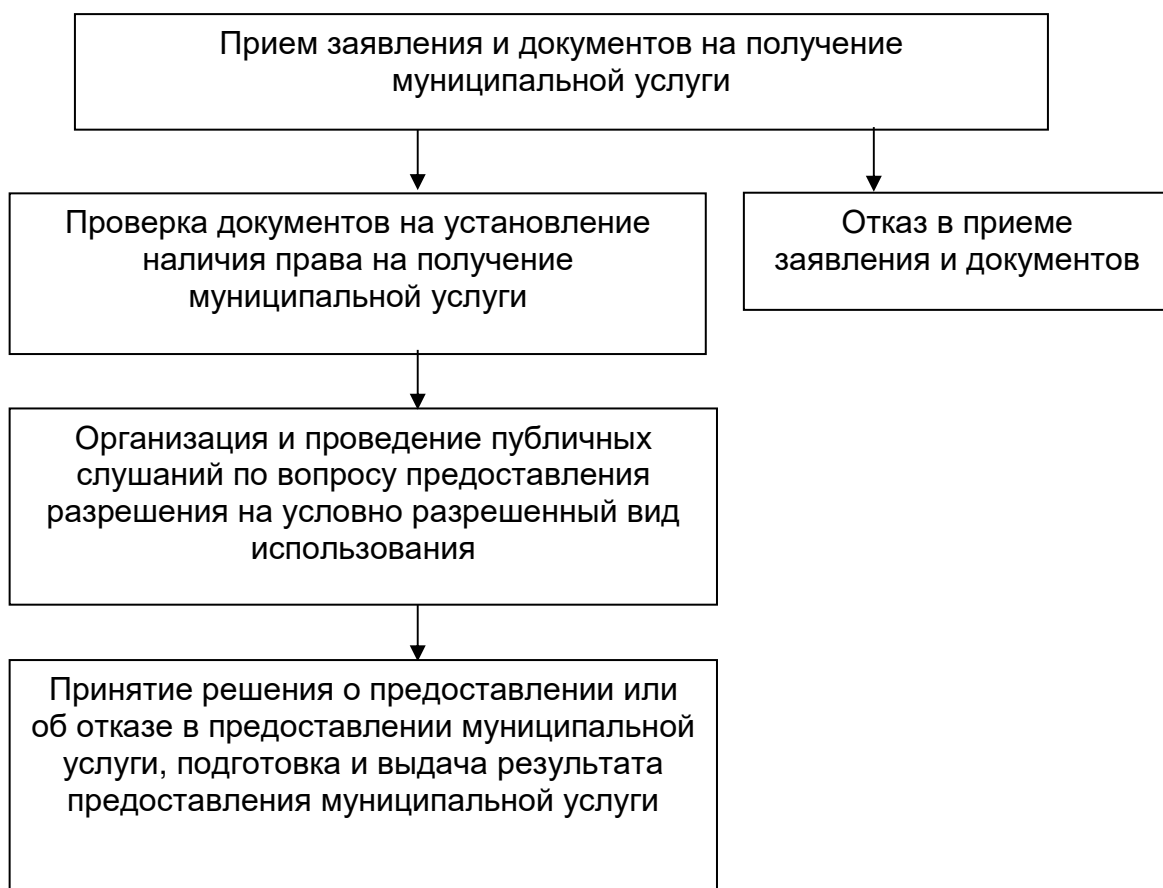 Прием заявления и документов на получение
муниципальной услуги
Проверка документов на установление
наличия права на получение
муниципальной услуги
Отказ в приеме
заявления и документов
Организация и проведение публичных
слушаний по вопросу предоставления
разрешения на условно разрешенный вид
использования
Принятие решения о предоставлении или
об отказе в предоставлении муниципальной
услуги, подготовка и выдача результата
предоставления муниципальной услуги